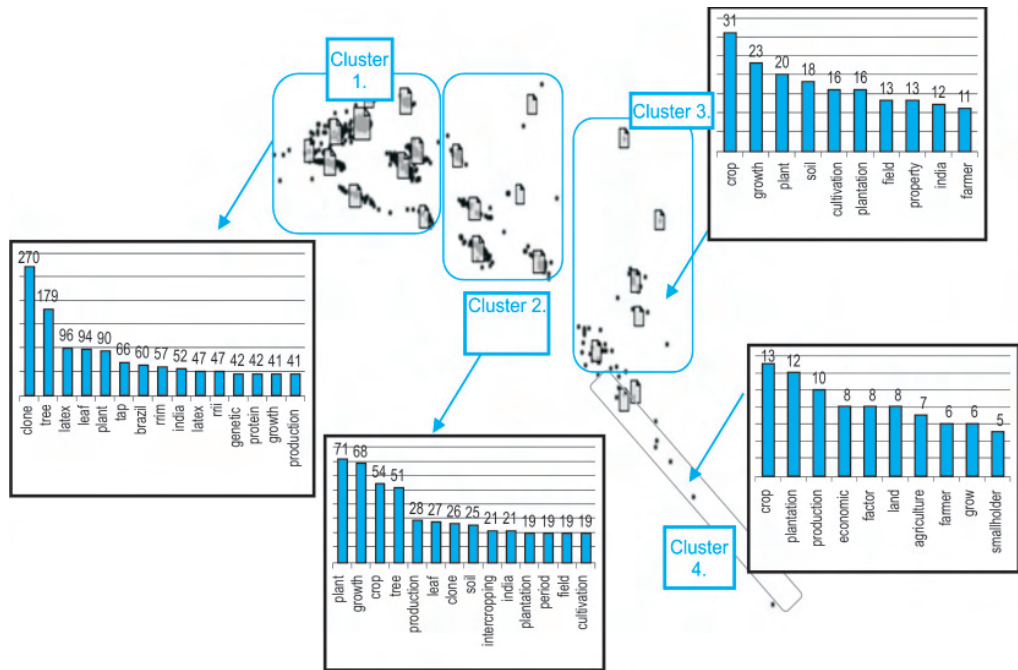 Cluster
1.
Cluster 3.
31
23
20
18
16
16
13
13
12
11
crop
growth
plant
soil
cultivation
plantation
field
property
india
farmer
270
179
96
94
90
66
60
57
52
47
47
42
42
41
41
clone
tree
latex
leaf
plant
tap
brazil
rrim
india
latex
rrii
genetic
protein
growth
production
Cluster 2.
71
68
54
51
28
27
26
25
21
21
19
19
19
19
plant
growth
crop
tree
production
leaf
clone
soil
intercropping
india
plantation
period
field
cultivation
13
12
10
8
8
8
7
6
6
5
crop
plantation
production
economic
factor
land
agriculture
farmer
grow
smallholder
Cluster
4.